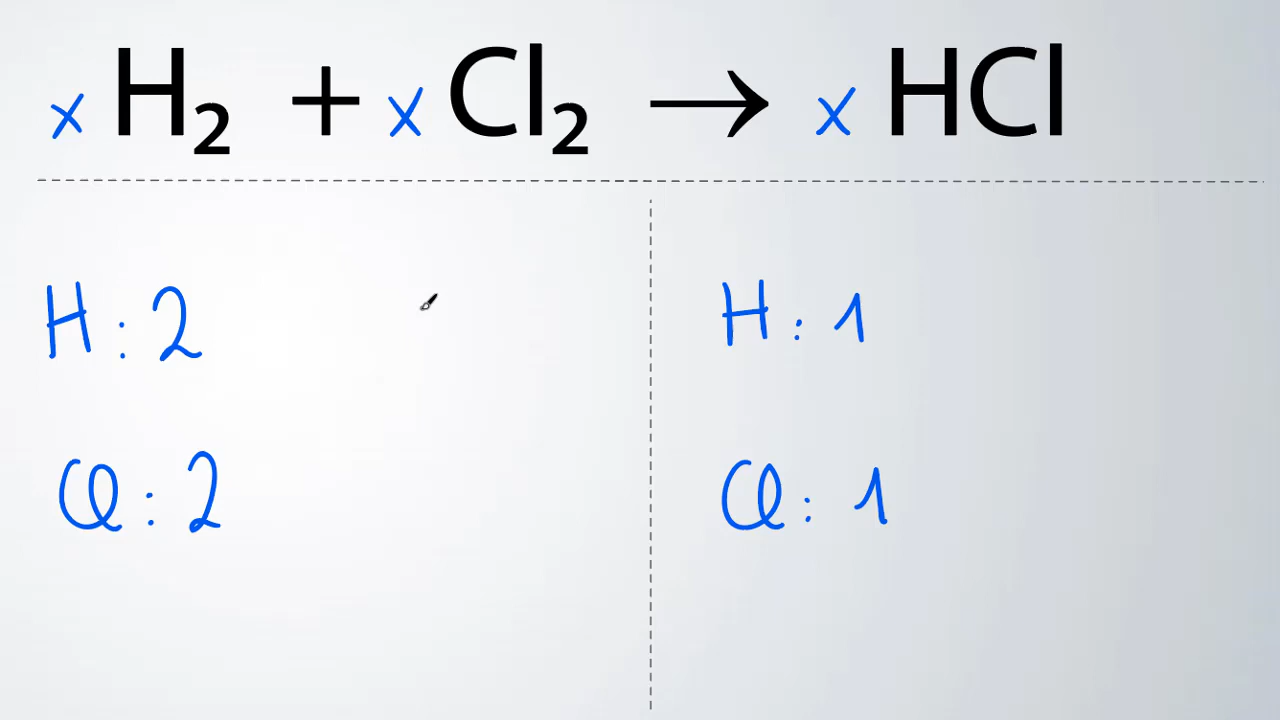 x H₂ + x Cl₂ → x HCl
H : 2
H : 1
Cl : 2
Cl : 1